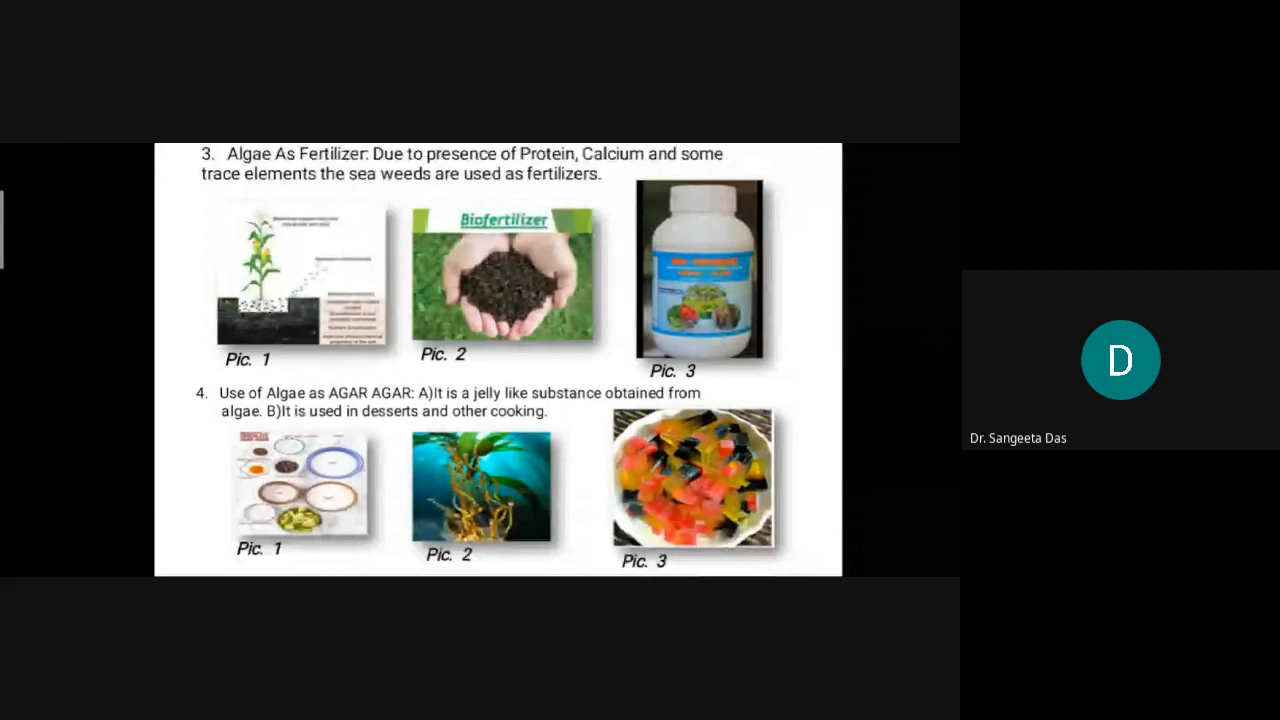 3. Algae As Fertilizer: Due to presence of Protein, Calcium and some
trace elements the sea weeds are used as fertilizers.
Biofertilizer
Pic. 1
Pic. 2
Pic. 3
4. Use of Algae as AGAR AGAR: A)It is a jelly like substance obtained from
algae. B)It is used in desserts and other cooking.
Pic. 1
Pic. 2
Pic. 3
D
Dr. Sangeeta Das